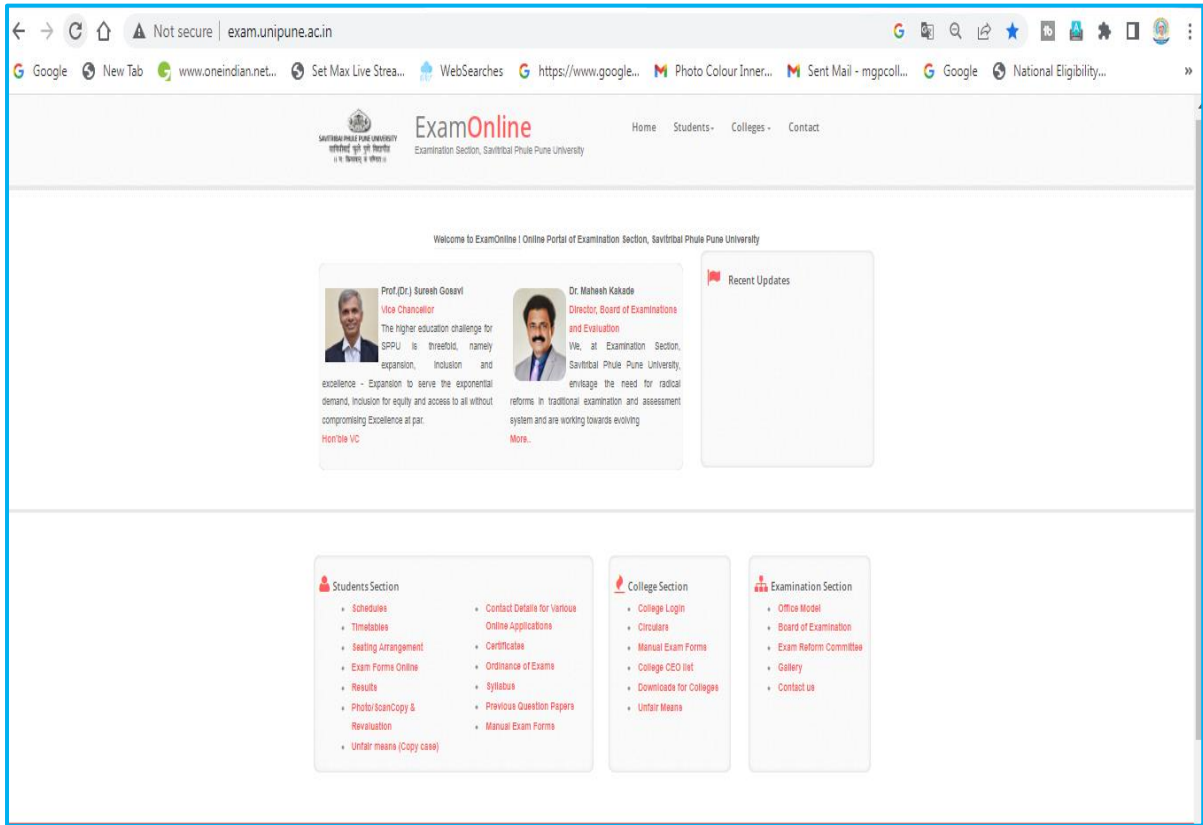 Not secure | exam.unipune.ac.in
Google New Tab www.oneindian.net... Set Max Live Strea... WebSearches https://www.google... Photo Colour Inner... Sent Mail - mgpcoll... Google National Eligibility... »
SAVITRIBAI PHULE PUNE UNIVERSITY
सावित्रीबाई फुले पुणे विद्यापीठ
ExamOnline
Examination Section, Savitribai Phule Pune University
Home Students- Colleges - Contact
Welcome to ExamOnline ! Online Portal of Examination Section, Savitribai Phule Pune University
Prof.(Dr.) Suresh Gosavi
Vice Chancellor
The higher education challenge for
SPPU is threefold, namely
expansion, inclusion and
excellence - Expansion to serve the exponential
demand, Inclusion for equity and access to all without
compromising Excellence at par.
Hon'ble VC
Dr. Mahesh Kakade
Director, Board of Examinations
and Evaluation
We, at Examination Section,
Savitribai Phule Pune University,
envisage the need for radical
reforms in traditional examination and assessment
system and are working towards evolving
More..
Recent Updates
Students Section
Schedules
Timetables
Seating Arrangement
Exam Forms Online
Results
Photo/ScanCopy &
Revaluation
Unfair means (Copy case)
Contact Details for Various
Online Applications
Certificates
Ordinance of Exams
Syllabus
Previous Question Papers
Manual Exam Forms
College Section
College Login
Circulars
Manual Exam Forms
College CEO list
Downloads for Colleges
Unfair Means
Examination Section
Office Model
Board of Examination
Exam Reform Committee
Gallery
Contact us